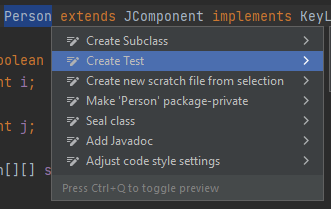 Person extends JComponent implements KeyL
oolean
Create Subclass
Create Test
nt i;
Create new scratch file from selection
Make 'Person' package-private
nt j;
Seal class
Add Javadoc
n[][] s
Adjust code style settings
Press Ctrl+Q to toggle preview